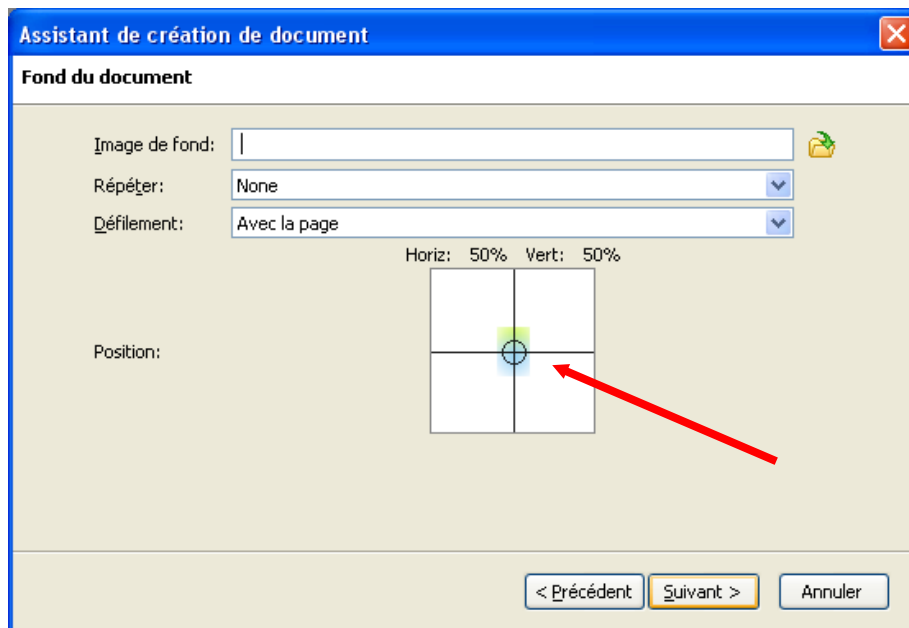 Assistant de création de document
Fond du document
Image de fond:
Répéter: None
Défilement: Avec la page
Horiz: 50% Vert: 50%
Position:
< Précédent Suivant > Annuler